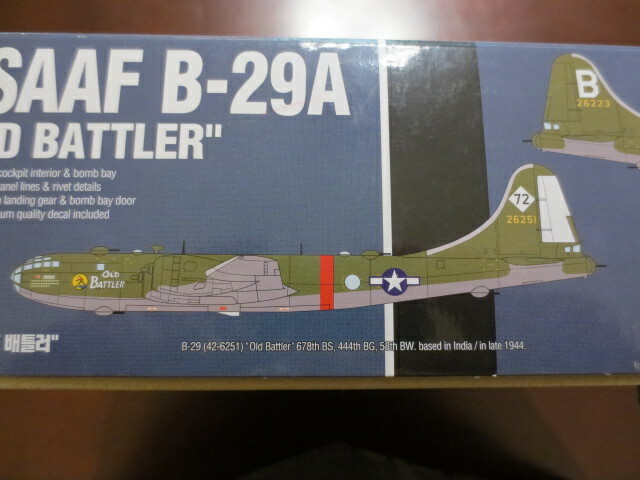 SAAF B-29A
D BATTLER"
cockpit interior & bomb bay
anel lines & rivet details
landing gear & bomb bay door
um quality decal included
B
26223
72
26251
OLD
BATTLER
배틀러"
B-29 (42-6251) "Old Battler" 678th BS, 444th BG, 58th BW. based in India / in late 1944.